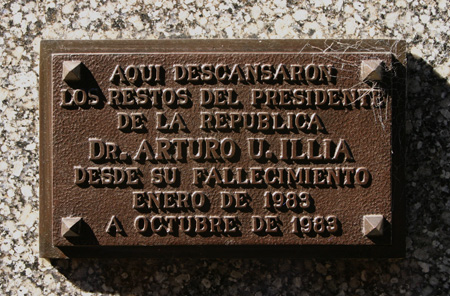 AQUI DESCANSARON
LOS RESTOS DEL PRESIDENTE
DE LA REPUBLICA
DR. ARTURO U. ILLIA
DESDE SU FALLECIMIENTO
ENERO DE 1983
A OCTUBRE DE 1989